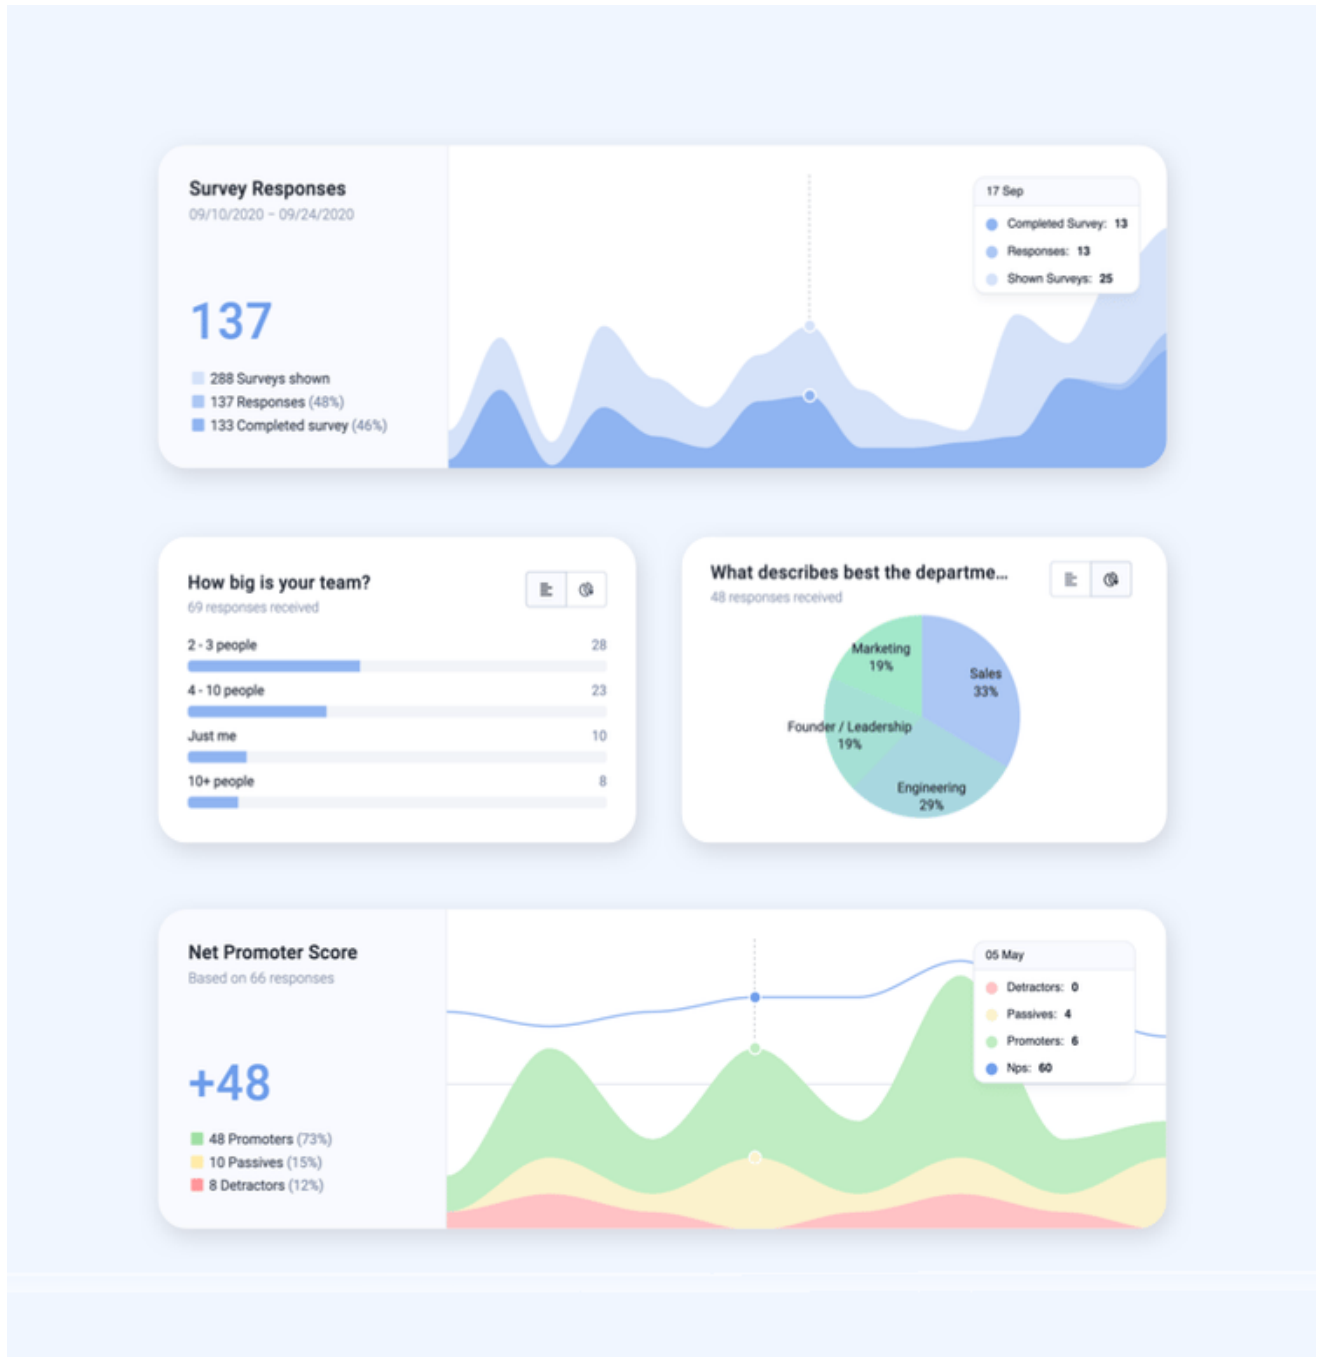 Survey Responses
09/10/2020 - 09/24/2020
137
288 Surveys shown
137 Responses (48%)
133 Completed survey (46%)
17 Sep
Completed Survey: 13
Responses: 13
Shown Surveys: 25
How big is your team?
69 responses received
2 - 3 people 28
4 - 10 people 23
Just me 10
10+ people 8
What describes best the departme...
48 responses received
Marketing
19%
Sales
33%
Founder / Leadership
19%
Engineering
29%
Net Promoter Score
Based on 66 responses
+48
48 Promoters (73%)
10 Passives (15%)
8 Detractors (12%)
05 May
Detractors: 0
Passives: 4
Promoters: 6
Nps: 60